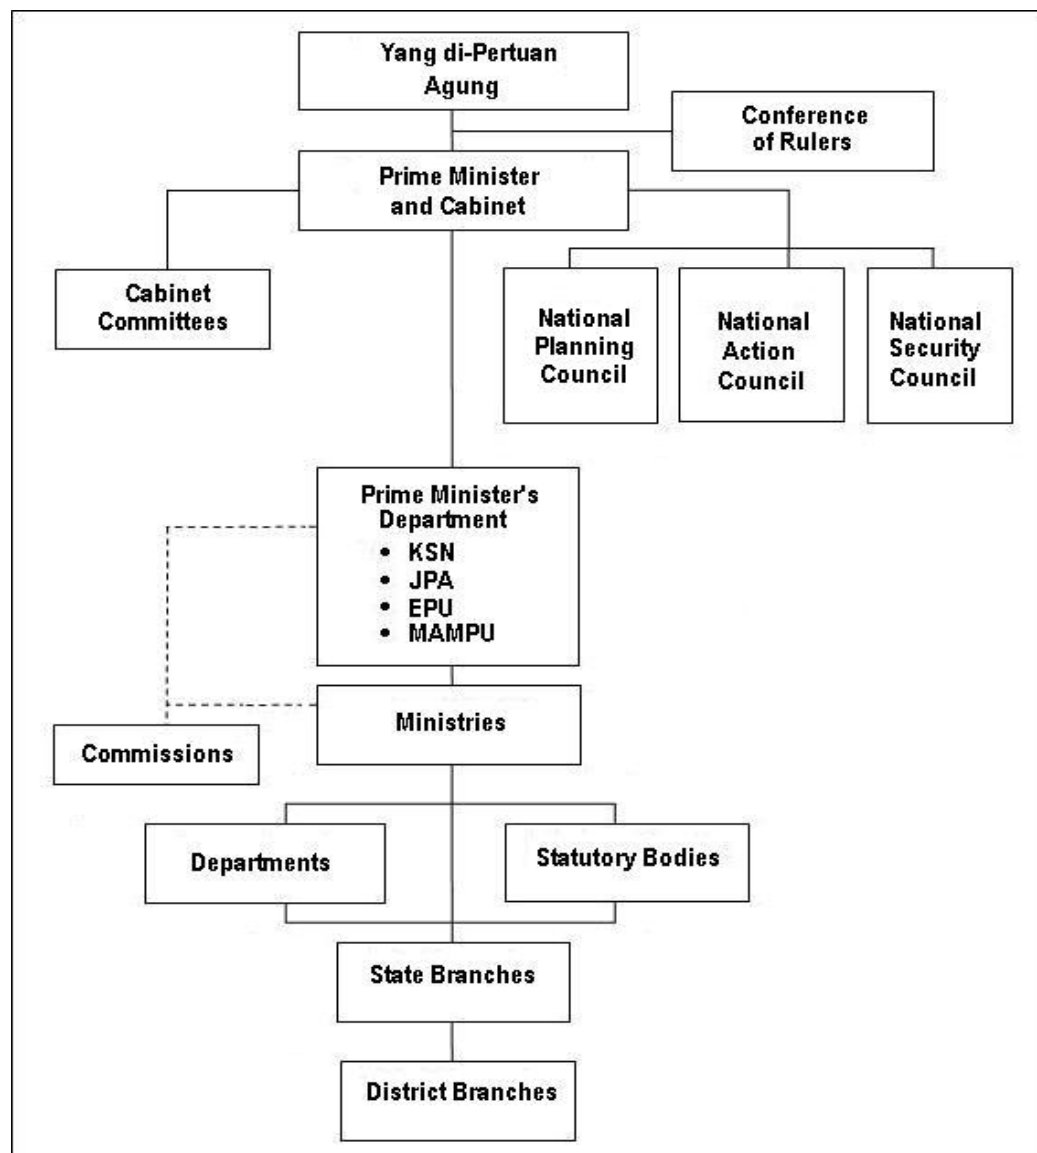 Yang di-Pertuan
Agung
Conference
of Rulers
Prime Minister
and Cabinet
Cabinet
Committees
National
Planning
Council
National
Action
Council
National
Security
Council
Prime Minister's
Department
• KSN
• JPA
• EPU
• MAMPU
Ministries
Commissions
Departments
Statutory Bodies
State Branches
District Branches